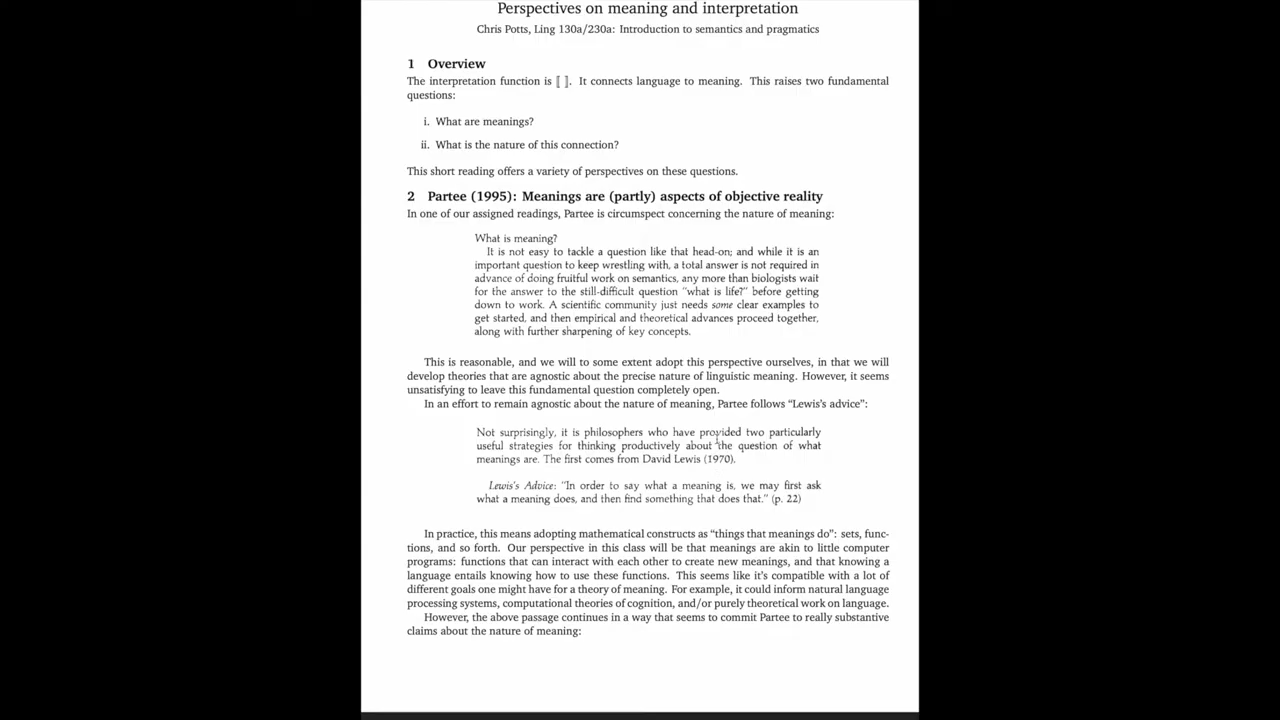 Perspectives on meaning and interpretation
Chris Potts, Ling 130a/230a: Introduction to semantics and pragmatics
1 Overview
The interpretation function is ⟦ ⟧. It connects language to meaning. This raises two fundamental
questions:
i. What are meanings?
ii. What is the nature of this connection?
This short reading offers a variety of perspectives on these questions.
2 Partee (1995): Meanings are (partly) aspects of objective reality
In one of our assigned readings, Partee is circumspect concerning the nature of meaning:
What is meaning?
It is not easy to tackle a question like that head-on; and while it is an
important question to keep wrestling with, a total answer is not required in
advance of doing fruitful work on semantics, any more than biologists wait
for the answer to the still-difficult question "what is life?" before getting
down to work. A scientific community just needs some clear examples to
get started, and then empirical and theoretical advances proceed together,
along with further sharpening of key concepts.
This is reasonable, and we will to some extent adopt this perspective ourselves, in that we will
develop theories that are agnostic about the precise nature of linguistic meaning. However, it seems
unsatisfying to leave this fundamental question completely open.
In an effort to remain agnostic about the nature of meaning, Partee follows “Lewis’s advice”:
Not surprisingly, it is philosophers who have provided two particularly
useful strategies for thinking productively about the question of what
meanings are. The first comes from David Lewis (1970).
Lewis's Advice: "In order to say what a meaning is, we may first ask
what a meaning does, and then find something that does that." (p. 22)
In practice, this means adopting mathematical constructs as “things that meanings do”: sets, func-
tions, and so forth. Our perspective in this class will be that meanings are akin to little computer
programs: functions that can interact with each other to create new meanings, and that knowing a
language entails knowing how to use these functions. This seems like it’s compatible with a lot of
different goals one might have for a theory of meaning. For example, it could inform natural language
processing systems, computational theories of cognition, and/or purely theoretical work on language.
However, the above passage continues in a way that seems to commit Partee to really substantive
claims about the nature of meaning: